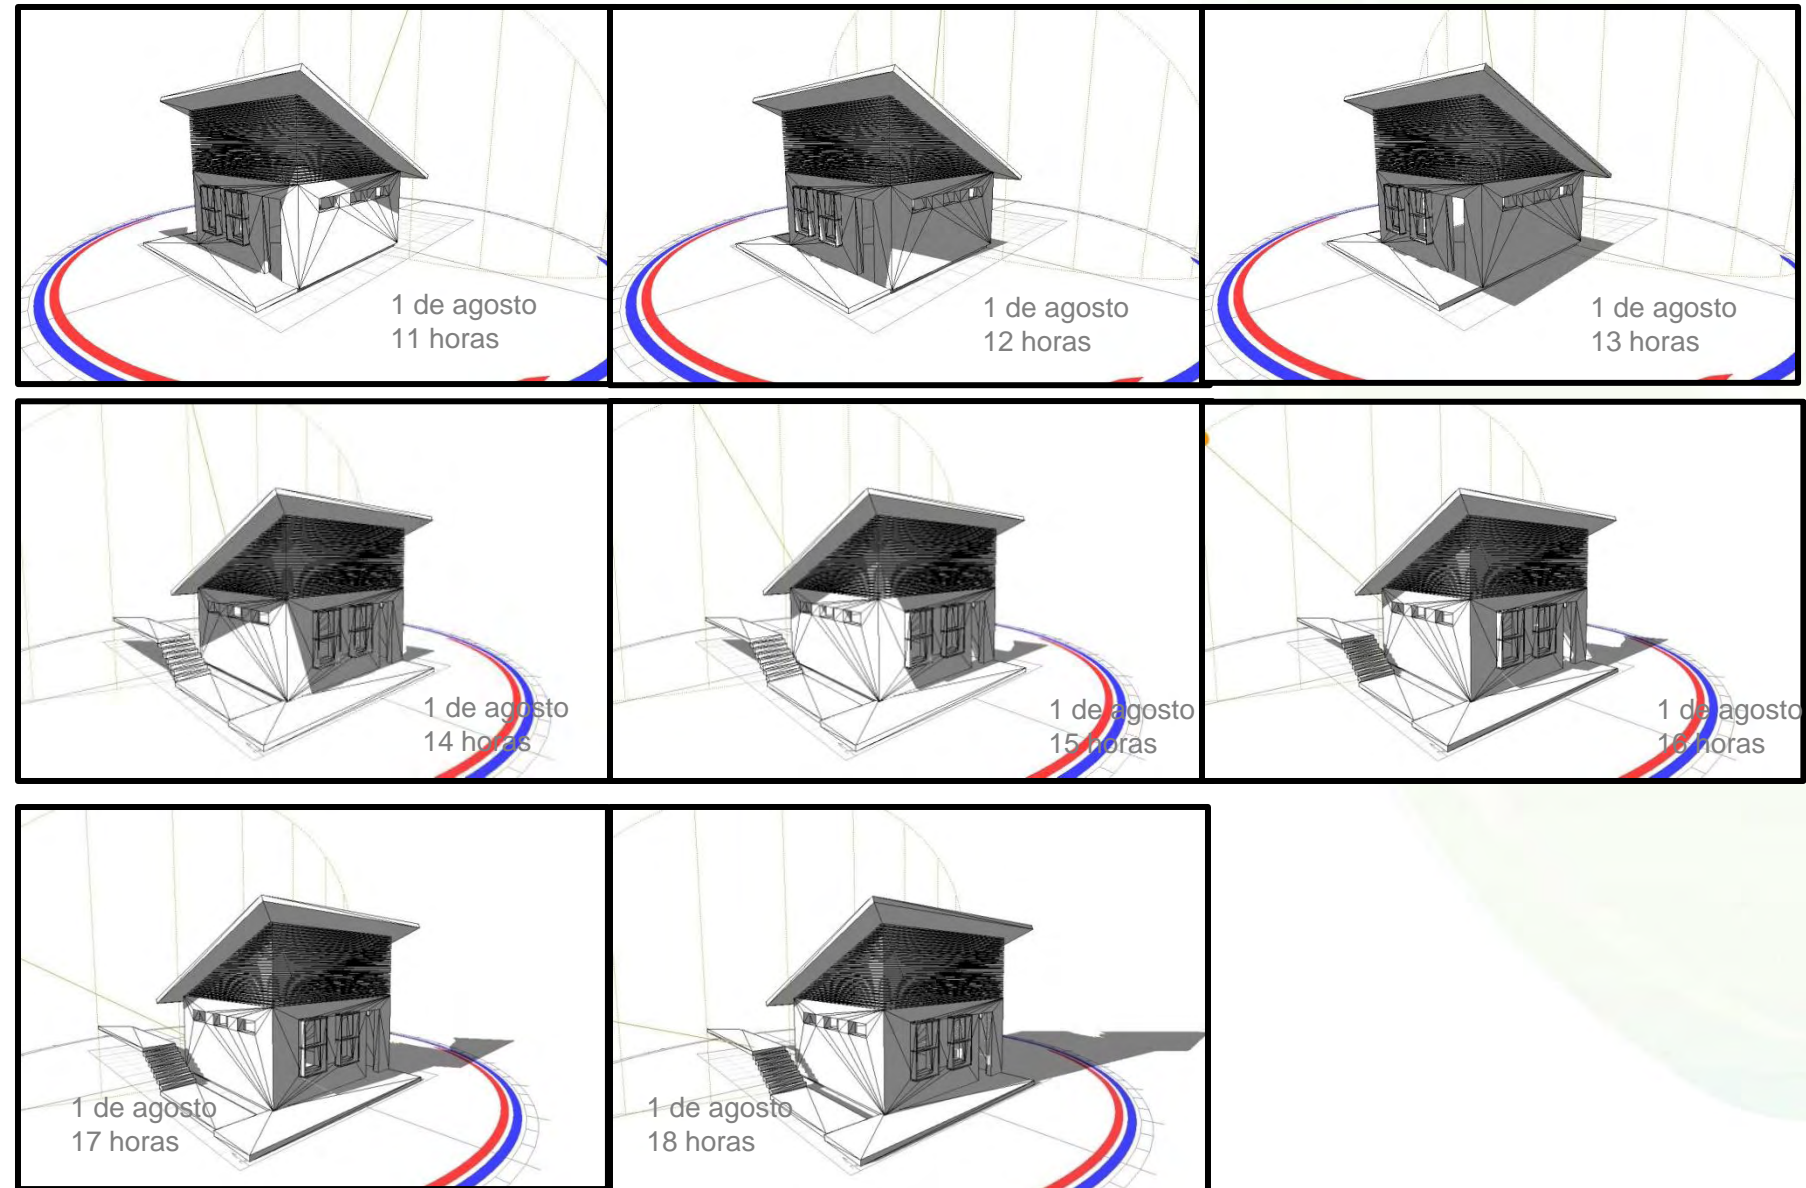 1 de agosto
11 horas
1 de agosto
12 horas
1 de agosto
13 horas
1 de agosto
14 horas
1 de agosto
15 horas
1 de agosto
16 horas
1 de agosto
17 horas
1 de agosto
18 horas